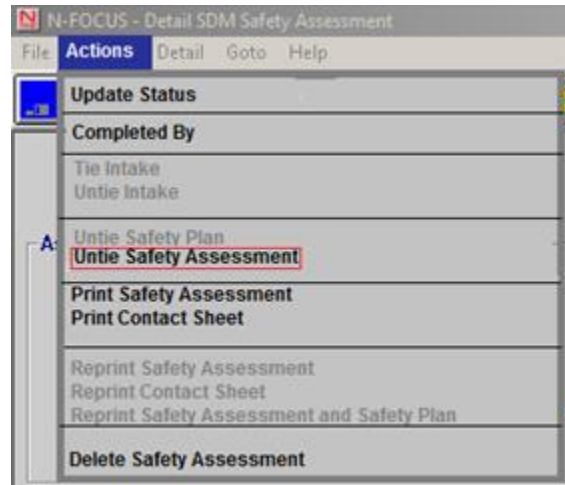 N N-FOCUS - Detail SDM Safety Assessment
File Actions Detail Goto Help
Update Status
Completed By
Tie Intake
Untie Intake
Untie Safety Plan
A
Untie Safety Assessment
Print Safety Assessment
Print Contact Sheet
Reprint Safety Assessment
Reprint Contact Sheet
Reprint Safety Assessment and Safety Plan
Delete Safety Assessment